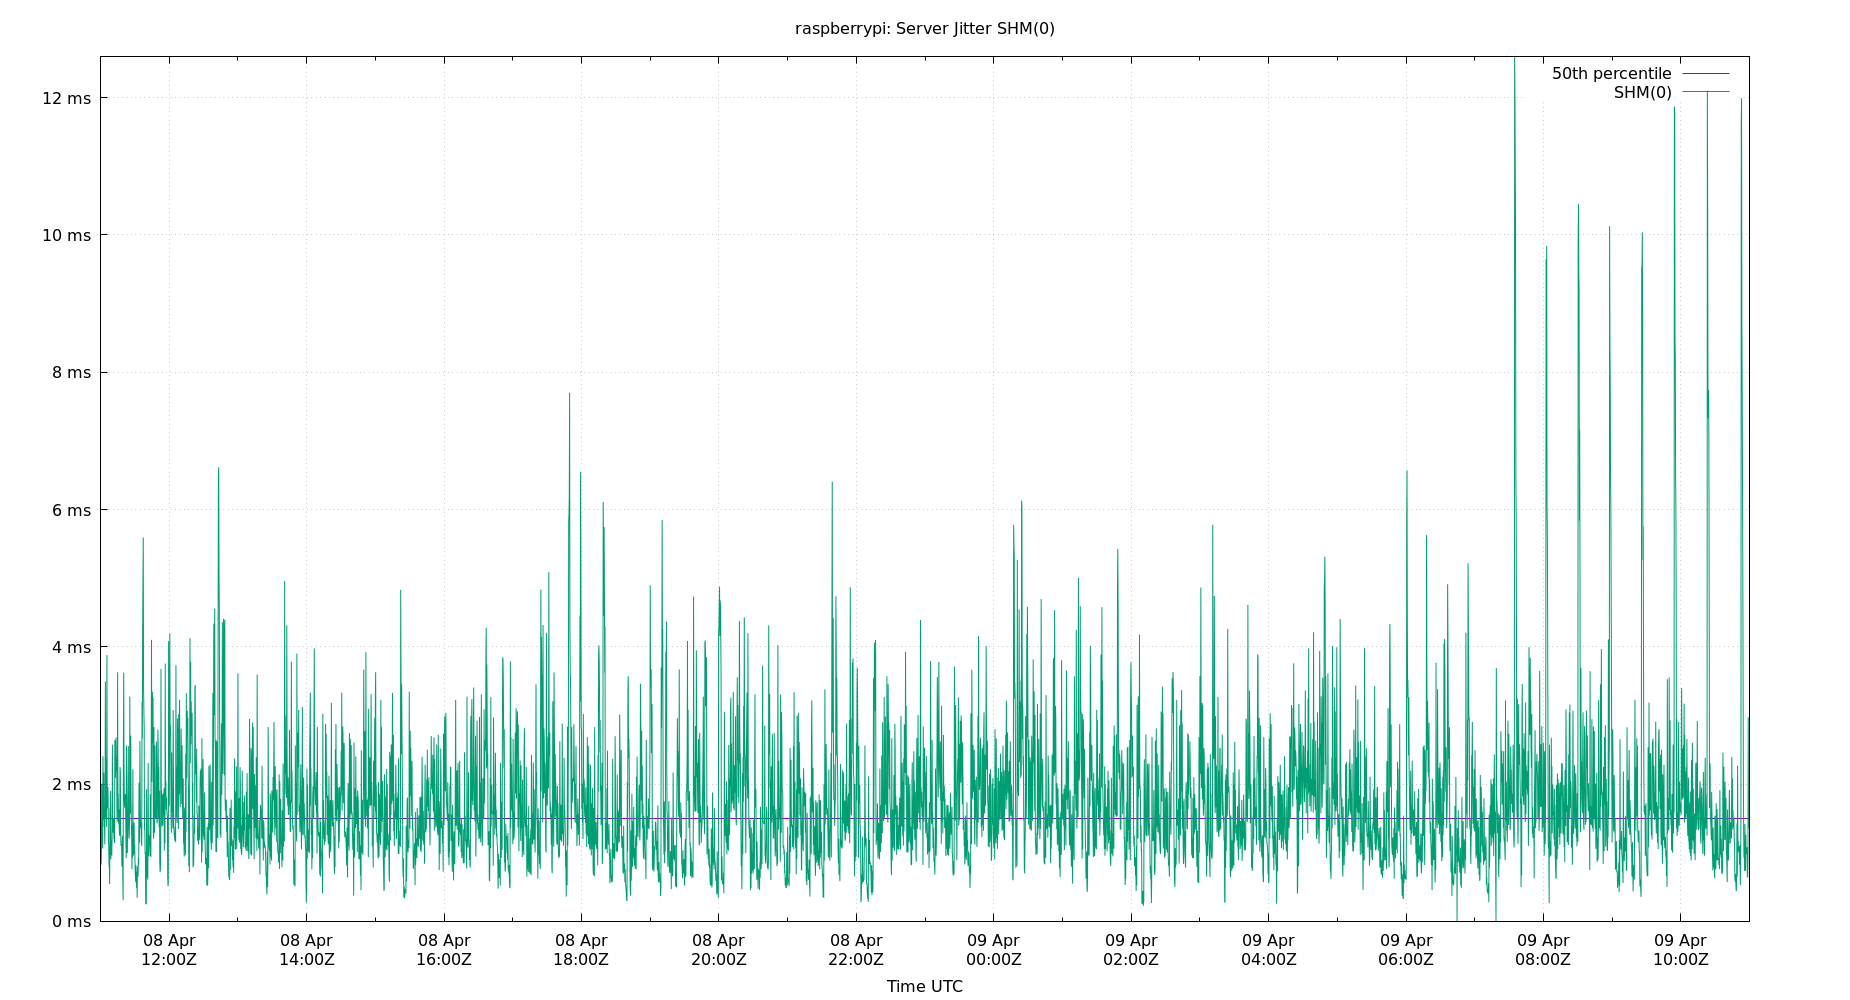 raspberrypi: Server Jitter SHM(0)
50th percentile
SHM(0)
12 ms
10 ms
8 ms
6 ms
4 ms
2 ms
0 ms
08 Apr 08 Apr 08 Apr 08 Apr 08 Apr 08 Apr 09 Apr 09 Apr 09 Apr 09 Apr 09 Apr 09 Apr
12:00Z 14:00Z 16:00Z 18:00Z 20:00Z 22:00Z 00:00Z 02:00Z 04:00Z 06:00Z 08:00Z 10:00Z
Time UTC